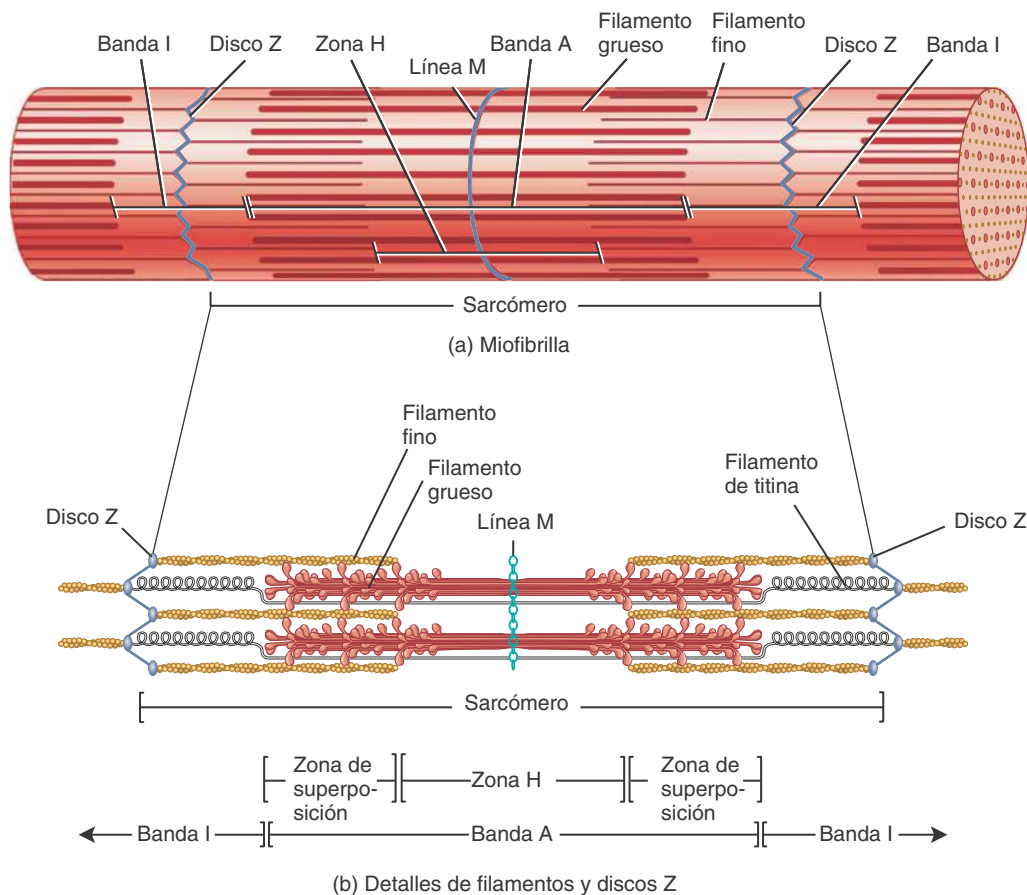 Filamento
grueso
Filamento
fino
Banda I
Disco Z
Zona H
Banda A
Disco Z
Banda I
Línea M
Sarcómero
(a) Miofibrilla
Filamento
fino
Filamento
grueso
Filamento
de titina
Disco Z
Línea M
Disco Z
Sarcómero
Zona de
superpo-
sición
Zona H
Zona de
superpo-
sición
Banda I
Banda A
Banda I
(b) Detalles de filamentos y discos Z